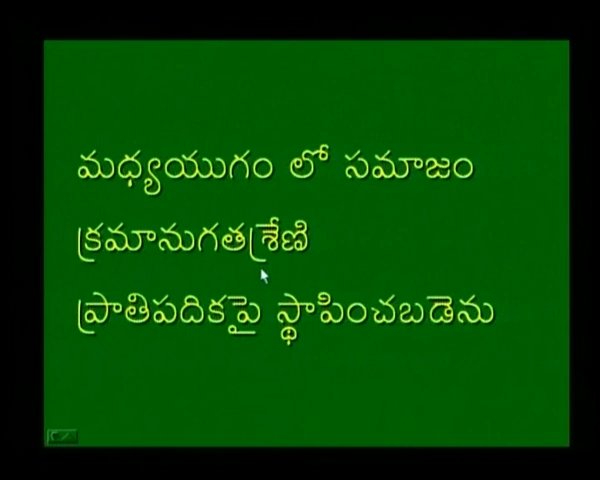 మధ్యయుగం లో సమాజం
క్రమానుగతశ్రేణి
ప్రాతిపదికపై స్థాపించబడెను